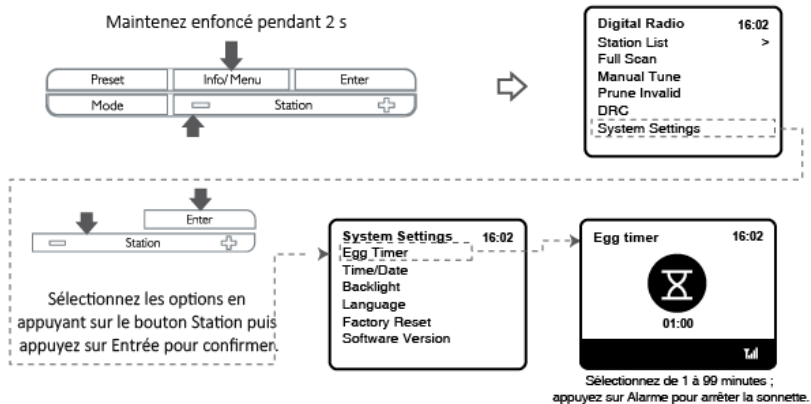 Maintenez enfoncé pendant 2 s
Preset
Info/ Menu
Enter
Mode
Station
Digital Radio 16:02
Station List >
Full Scan
Manual Tune
Prune Invalid
DRC
System Settings
Enter
Station
Sélectionnez les options en
appuyant sur le bouton Station puis
appuyez sur Entrée pour confirmer.
System Settings 16:02
Egg Timer
Time/Date
Backlight
Language
Factory Reset
Software Version
Egg timer 16:02
01:00
Sélectionnez de 1 à 99 minutes ;
appuyez sur Alarme pour arrêter la sonnette.